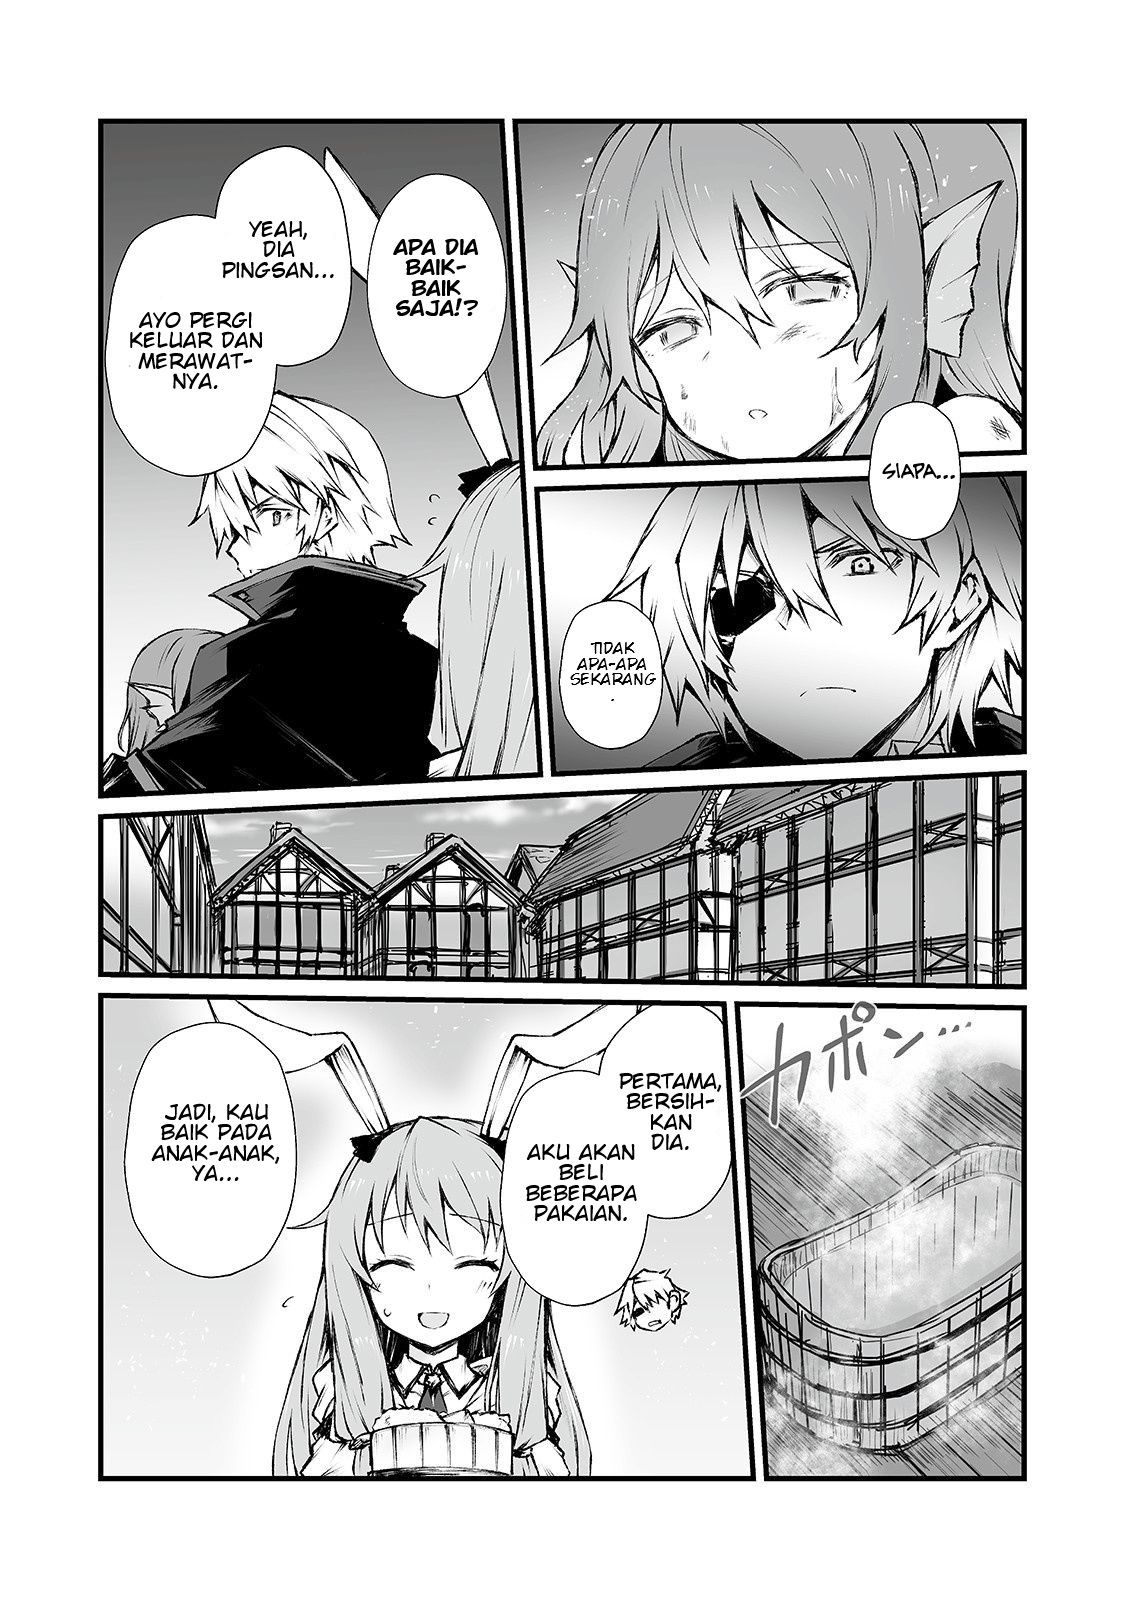 SIAPA...
TIDAK
APA-APA
SEKARANG
.
APA DIA
BAIK-
BAIK
SAJA!?
YEAH,
DIA
PINGSAN...
AYO PERGI
KELUAR DAN
MERAWAT-
NYA.
カポン…
PERTAMA,
BERSIH-
KAN
DIA.
AKU AKAN
BELI
BEBERAPA
PAKAIAN.
JADI, KAU
BAIK PADA
ANAK-ANAK,
YA...